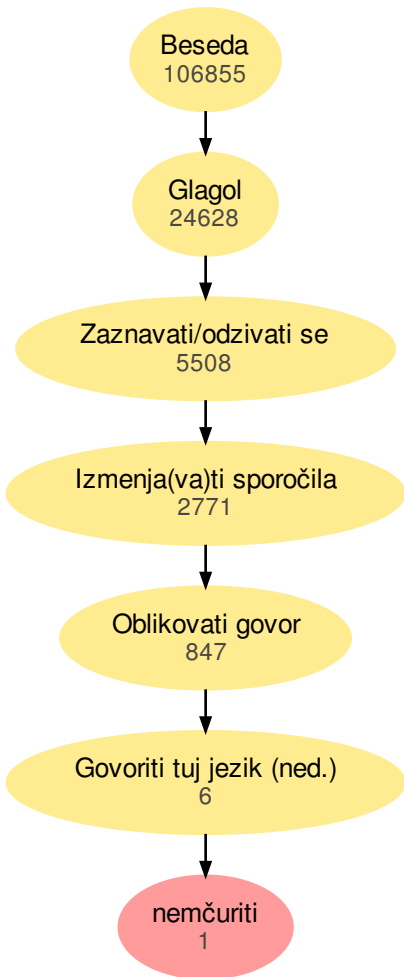 Beseda
106855
Glagol
24628
Zaznavati/odzivati se
5508
Izmenja(va)ti sporočila
2771
Oblikovati govor
847
Govoriti tuj jezik (ned.)
6
nemčuriti
1